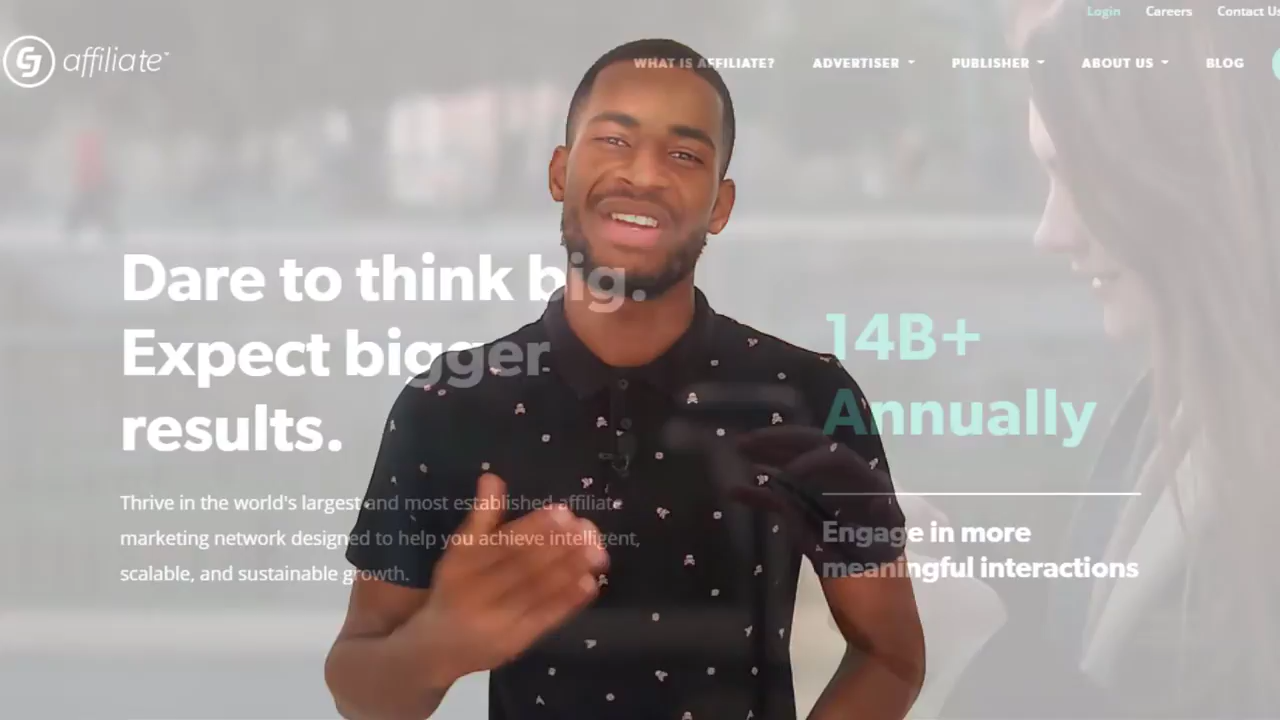 Login Careers Contact Us
CJ affiliate
WHAT IS AFFILIATE? ADVERTISER PUBLISHER ABOUT US BLOG
Dare to think big.
Expect bigger
results.
Thrive in the world's largest and most established affiliate
marketing network designed to help you achieve intelligent,
scalable, and sustainable growth.
14B+
Annually
Engage in more
meaningful interactions